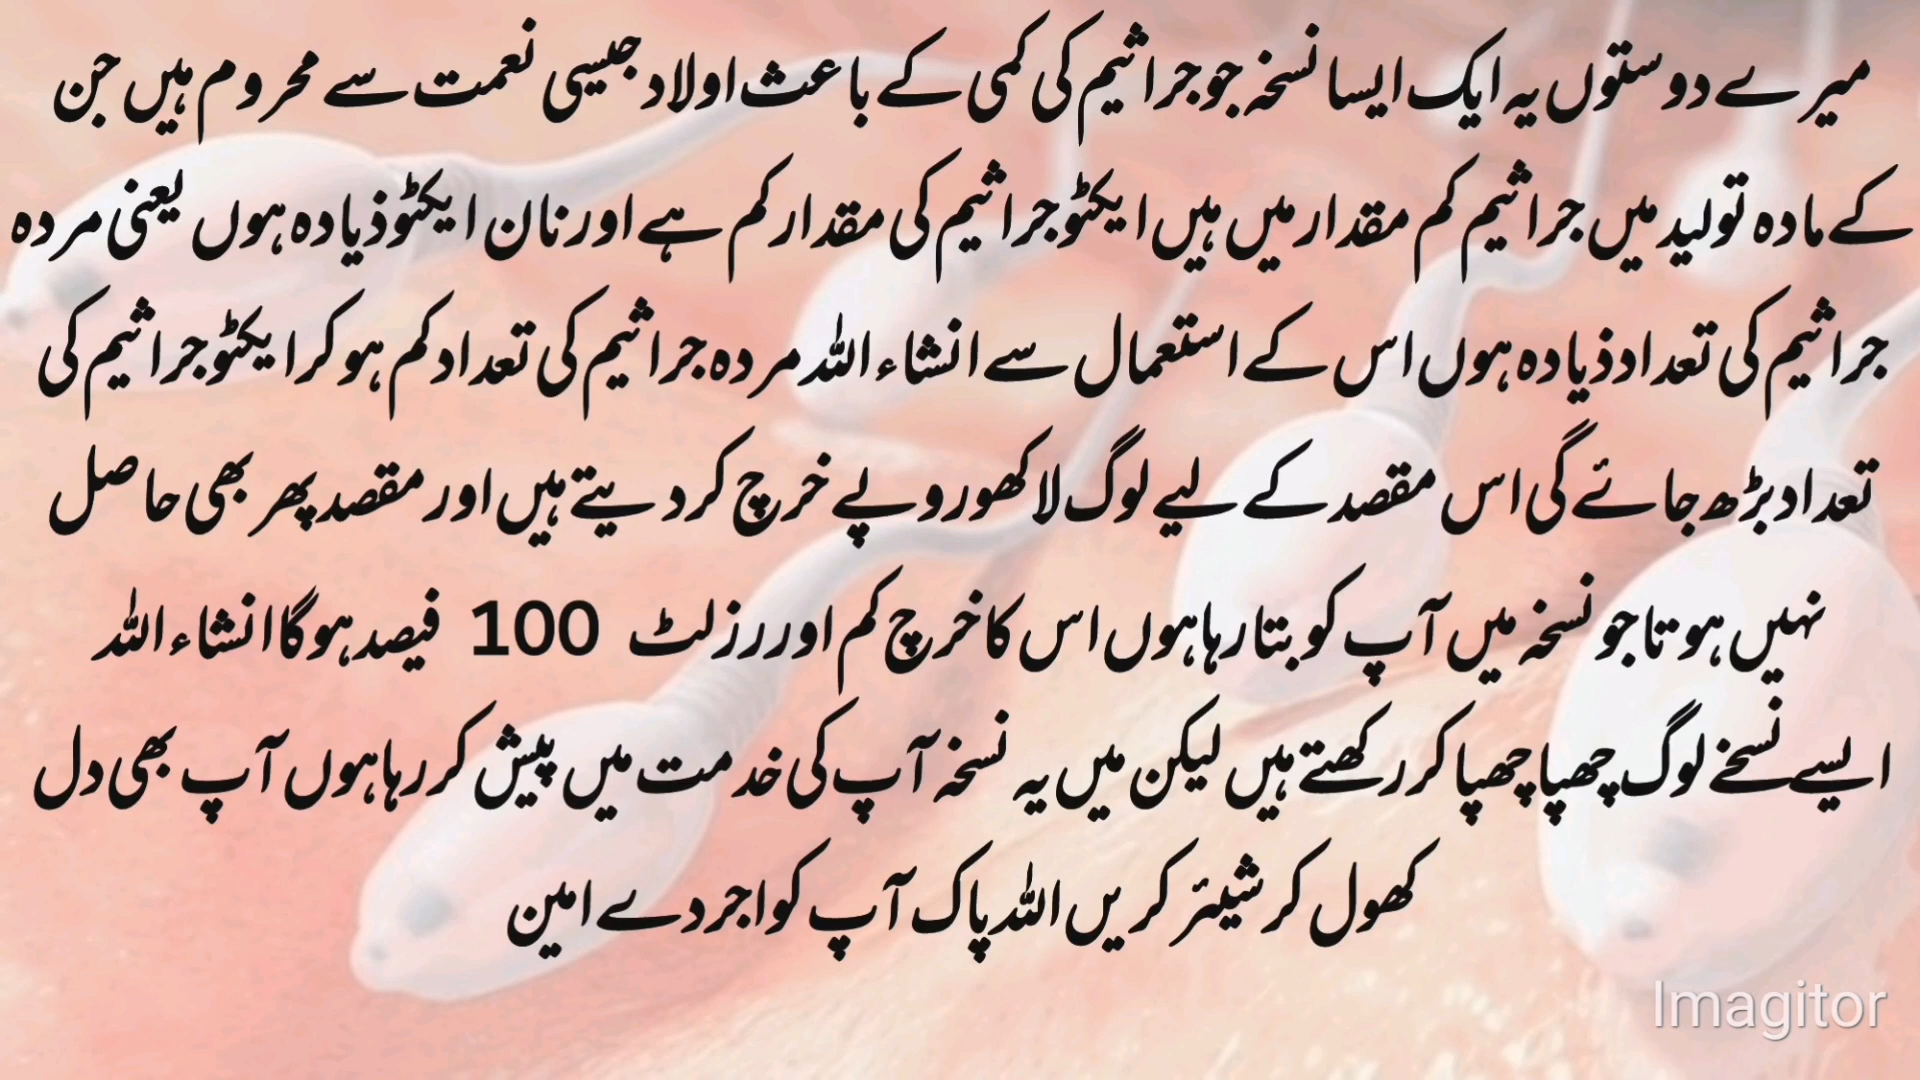 میرے دوستوں یہ ایک ایسا نسخہ جو جراثیم کی کمی کے باعث اولاد جیسی نعمت سے محروم ہیں جن
کے مادہ تولید میں جراثیم کم مقدار میں ہیں ایکٹو جراثیم کی مقدار کم ہے اور نان ایکٹو ذیادہ ہوں یعنی مردہ
جراثیم کی تعداد ذیادہ ہوں اس کے استعمال سے انشاء اللہ مردہ جراثیم کی تعداد کم ہو کر ایکٹو جراثیم کی
تعداد بڑھ جائے گی اس مقصد کے لیے لوگ لاکھو روپے خرچ کر دیتے ہیں اور مقصد پھر بھی حاصل
نہیں ہوتا جو نسخہ میں آپ کو بتا رہا ہوں اس کا خرچ کم اور رزلٹ 100 فیصد ہو گا انشاء اللہ
ایسے نسخے لوگ چھپا چھپا کر رکھتے ہیں لیکن میں یہ نسخہ آپ کی خدمت میں پیش کر رہا ہوں آپ بھی دل
کھول کر شیئر کریں اللہ پاک آپ کو اجر دے امین
Imagitor